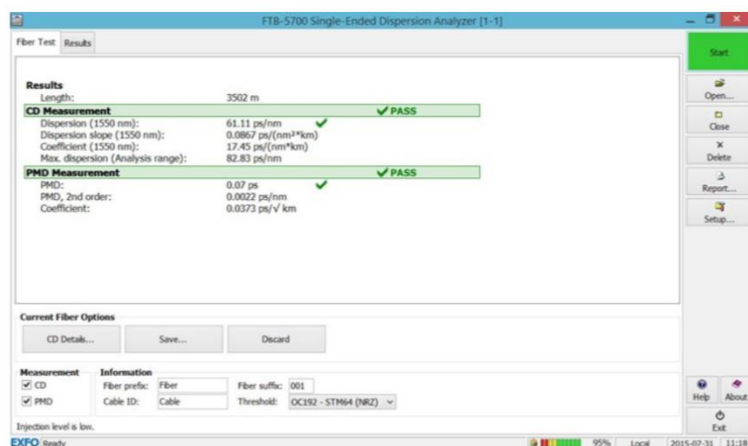 FTB-5700 Single-Ended Dispersion Analyzer [1-1]
Fiber Test Results
Start
Open...
Close
Delete
Report...
Setup...
Results
Length: 3502 m
CD Measurement PASS
Dispersion (1550 nm): 61.11 ps/nm
Dispersion slope (1550 nm): 0.0867 ps/(nm²*km)
Coefficient (1550 nm): 17.45 ps/(nm*km)
Max. dispersion (Analysis range): 82.83 ps/nm
PMD Measurement PASS
PMD: 0.07 ps
PMD, 2nd order: 0.0022 ps/nm
Coefficient: 0.0373 ps/√ km
Current Fiber Options
CD Details... Save... Discard
Measurement Information
CD Fiber prefix: Fiber Fiber suffix: 001
PMD Cable ID: Cable Threshold: OC192 - STM64 (NRZ)
Help About
Exit
Injection level is low.
EXFO Ready 95% Local 2015-07-31 11:18